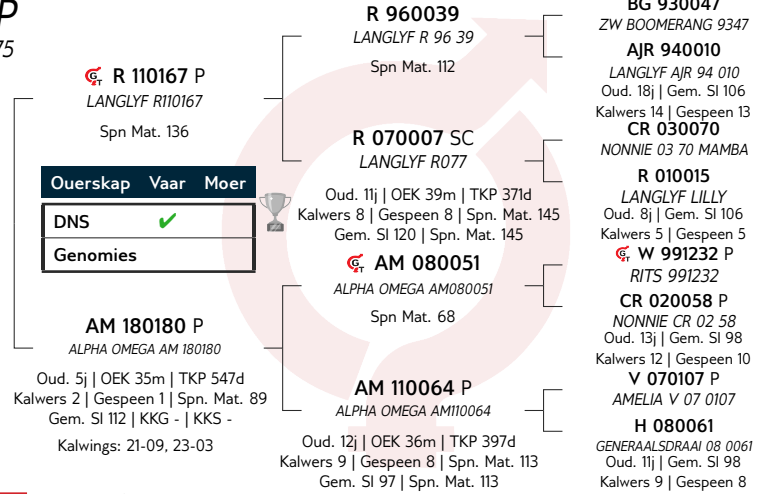 P
75
R 110167 P
LANGLYF R110167
Spn Mat. 136
Ouerskap Vaar Moer
DNS ✔
Genomies
AM 180180 P
ALPHA OMEGA AM 180180
Oud. 5j | OEK 35m | TKP 547d
Kalwers 2 | Gespeen 1 | Spn. Mat. 89
Gem. SI 112 | KKG - | KKS -
Kalwings: 21-09, 23-03
R 960039
LANGLYF R 96 39
Spn Mat. 112
R 070007 SC
LANGLYF R077
Oud. 11j | OEK 39m | TKP 371d
Kalwers 8 | Gespeen 8 | Spn. Mat. 145
Gem. SI 120 | Spn. Mat. 145
AM 080051
ALPHA OMEGA AM080051
Spn Mat. 68
AM 110064 P
ALPHA OMEGA AM110064
Oud. 12j | OEK 36m | TKP 397d
Kalwers 9 | Gespeen 8 | Spn. Mat. 113
Gem. SI 97 | Spn. Mat. 113
BG 930047
ZW BOOMERANG 9347
AJR 940010
LANGLYF AJR 94 010
Oud. 18j | Gem. SI 106
Kalwers 14 | Gespeen 13
CR 030070
NONNIE 03 70 MAMBA
R 010015
LANGLYF LILLY
Oud. 8j | Gem. SI 106
Kalwers 5 | Gespeen 5
W 991232 P
RITS 991232
CR 020058 P
NONNIE CR 02 58
Oud. 13j | Gem. SI 98
Kalwers 12 | Gespeen 10
V 070107 P
AMELIA V 07 0107
H 080061
GENERAALSDRAAI 08 0061
Oud. 11j | Gem. SI 98
Kalwers 9 | Gespeen 8